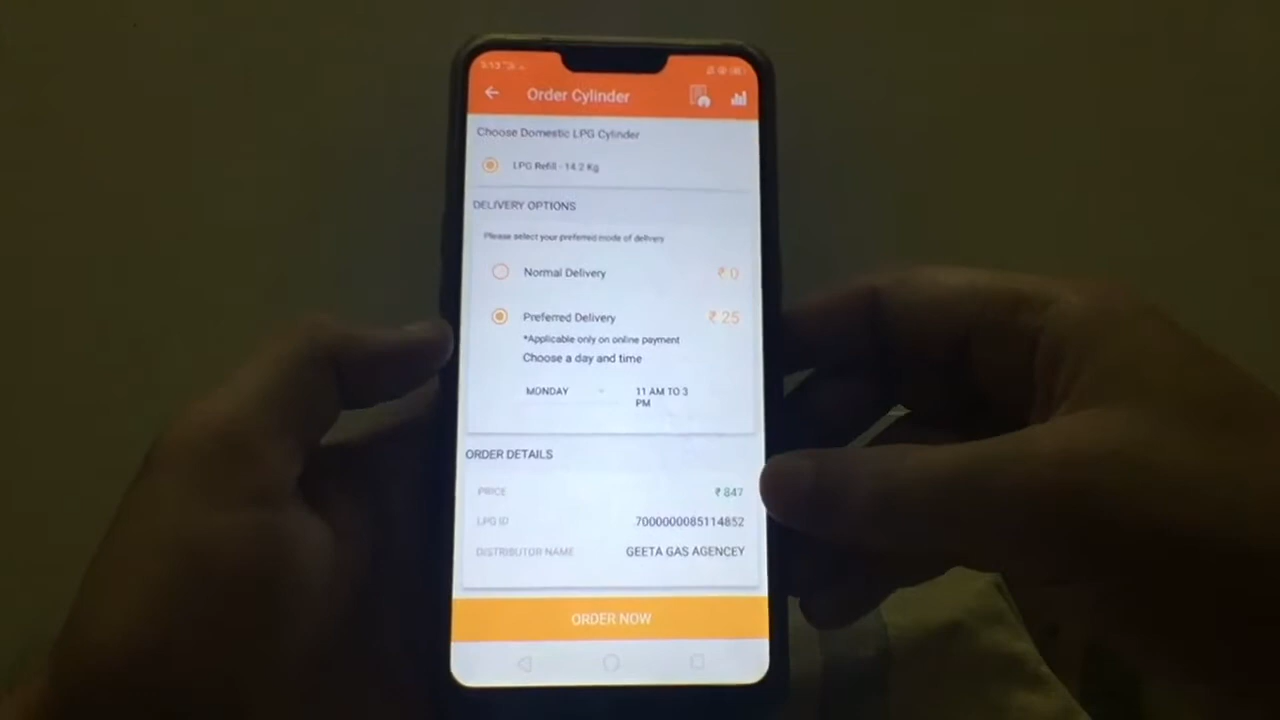 Order Cylinder
Choose Domestic LPG Cylinder
LPG Refill - 14.2 Kg
DELIVERY OPTIONS
Please select your preferred mode of delivery
Normal Delivery ₹ 0
Preferred Delivery ₹ 25
*Applicable only on online payment
Choose a day and time
MONDAY 11 AM TO 3
PM
ORDER DETAILS
PRICE ₹ 847
LPG ID 7000000085114852
DISTRIBUTOR NAME GEETA GAS AGENCEY
ORDER NOW